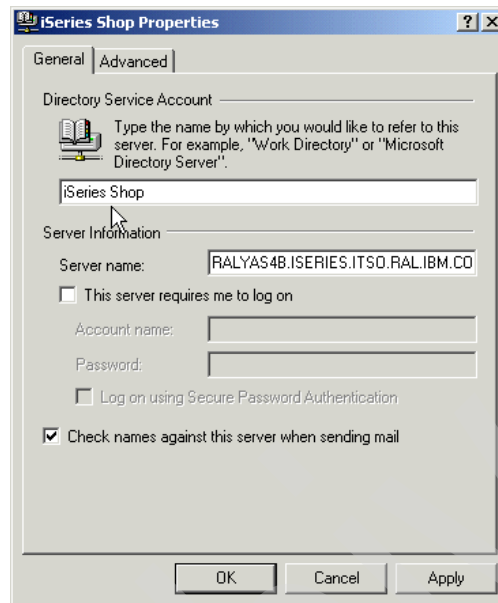 iSeries Shop Properties
General
Advanced
Directory Service Account
Type the name by which you would like to refer to this
server. For example, "Work Directory" or "Microsoft
Directory Server".
iSeries Shop
Server Information
Server name:
RALYAS4B.ISERIES.ITSO.RAL.IBM.CO
This server requires me to log on
Account name:
Password:
Log on using Secure Password Authentication
Check names against this server when sending mail
OK
Cancel
Apply